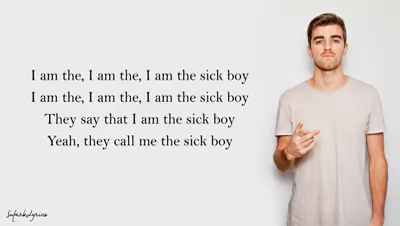 I am the, I am the, I am the sick boy
I am the, I am the, I am the sick boy
They say that I am the sick boy
Yeah, they call me the sick boy